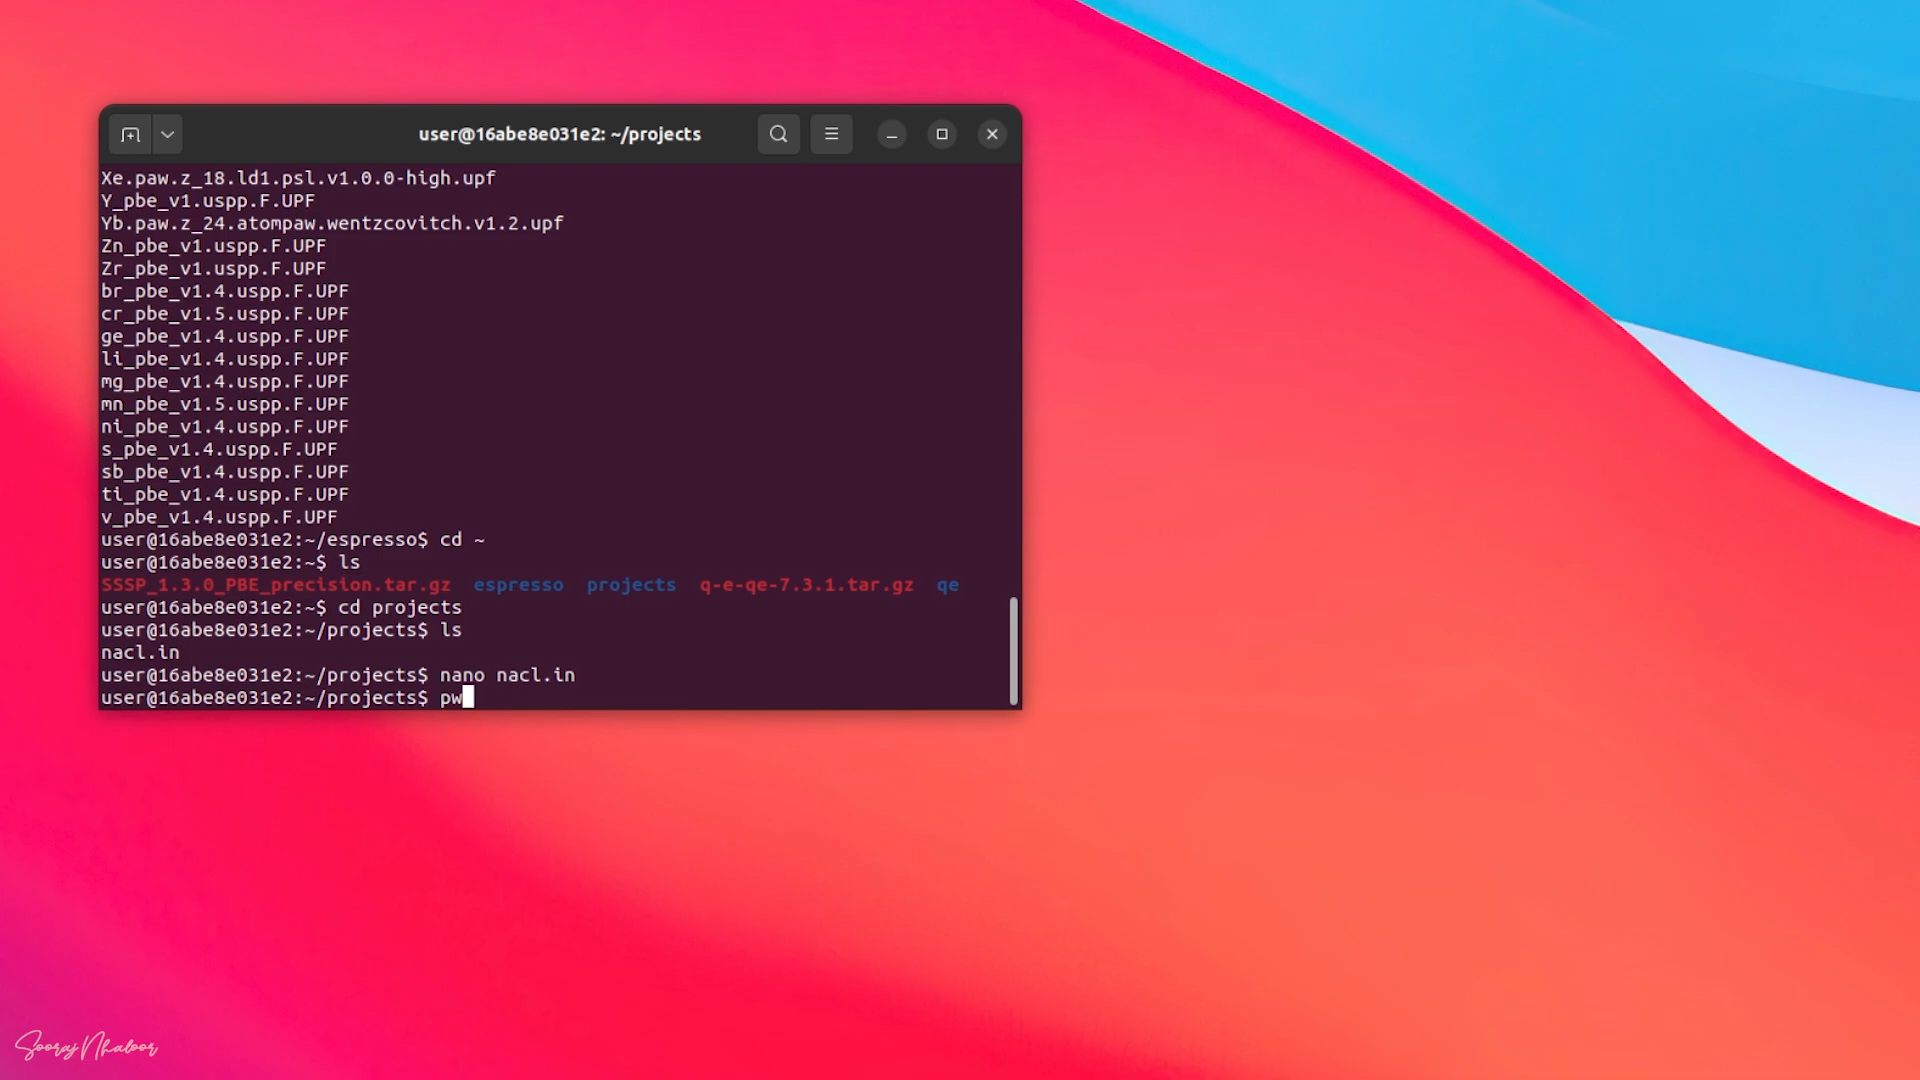 user@16abe8e031e2: ~/projects
Xe.paw.z_18.ld1.psl.v1.0.0-high.upf
Y_pbe_v1.uspp.F.UPF
Yb.paw.z_24.atompaw.wentzcovitch.v1.2.upf
Zn_pbe_v1.uspp.F.UPF
Zr_pbe_v1.uspp.F.UPF
br_pbe_v1.4.uspp.F.UPF
cr_pbe_v1.5.uspp.F.UPF
ge_pbe_v1.4.uspp.F.UPF
li_pbe_v1.4.uspp.F.UPF
mg_pbe_v1.4.uspp.F.UPF
mn_pbe_v1.5.uspp.F.UPF
ni_pbe_v1.4.uspp.F.UPF
s_pbe_v1.4.uspp.F.UPF
sb_pbe_v1.4.uspp.F.UPF
ti_pbe_v1.4.uspp.F.UPF
v_pbe_v1.4.uspp.F.UPF
user@16abe8e031e2:~/espresso$ cd ~
user@16abe8e031e2:~$ ls
SSSP_1.3.0_PBE_precision.tar.gz espresso projects q-e-qe-7.3.1.tar.gz qe
user@16abe8e031e2:~$ cd projects
user@16abe8e031e2:~/projects$ ls
nacl.in
user@16abe8e031e2:~/projects$ nano nacl.in
user@16abe8e031e2:~/projects$ pw
Sooraj Nhaloor